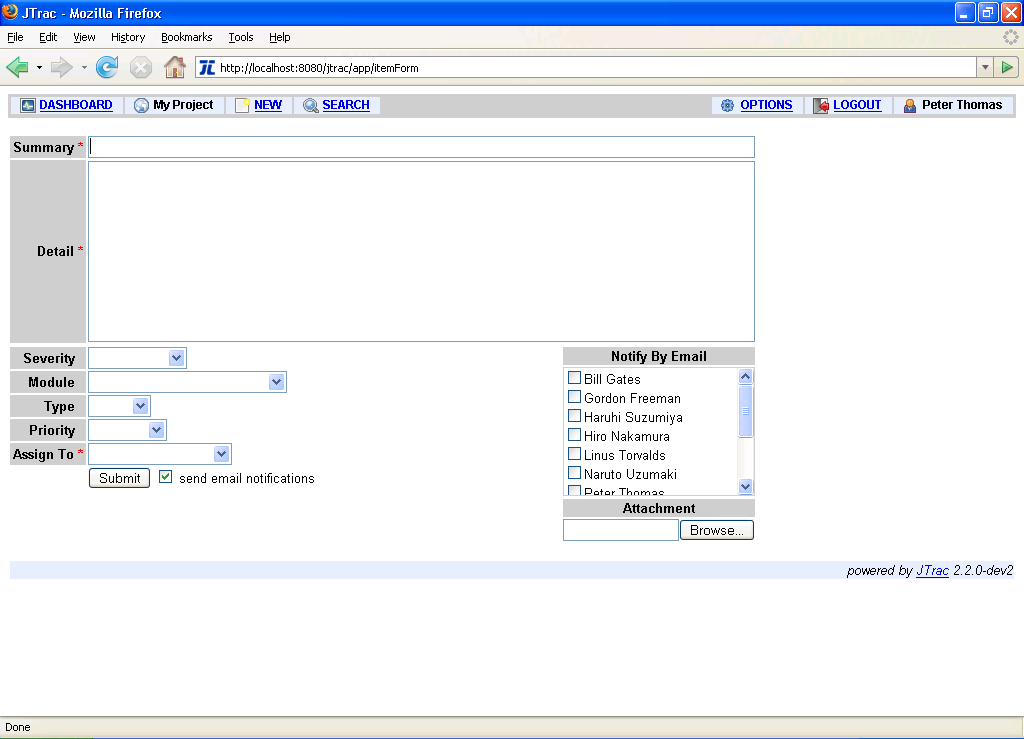 JTrac - Mozilla Firefox
File Edit View History Bookmarks Tools Help
http://localhost:8080/jtrac/app/itemForm
DASHBOARD My Project NEW SEARCH OPTIONS LOGOUT Peter Thomas
Summary *
Detail *
Severity
Module
Type
Priority
Assign To *
Submit send email notifications
Notify By Email
Bill Gates
Gordon Freeman
Haruhi Suzumiya
Hiro Nakamura
Linus Torvalds
Naruto Uzumaki
Peter Thomas
Attachment
Browse...
powered by JTrac 2.2.0-dev2
Done